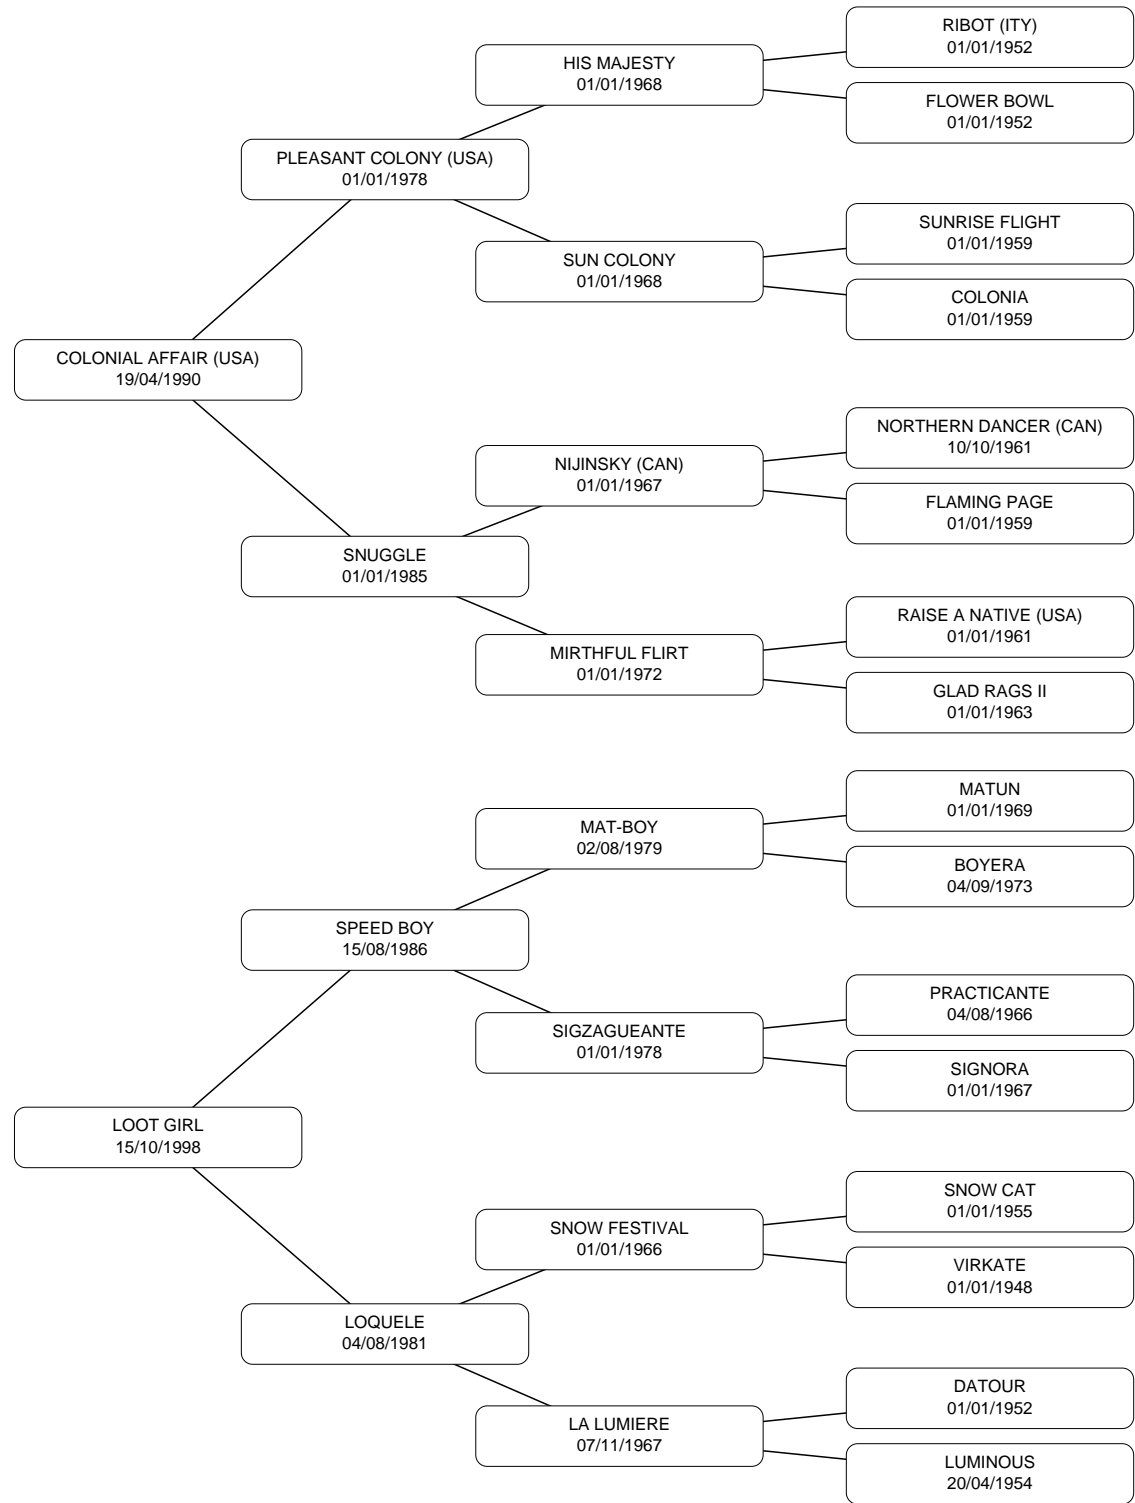 RIBOT (ITY)
01/01/1952
HIS MAJESTY
01/01/1968
FLOWER BOWL
01/01/1952
PLEASANT COLONY (USA)
01/01/1978
SUNRISE FLIGHT
01/01/1959
SUN COLONY
01/01/1968
COLONIA
01/01/1959
COLONIAL AFFAIR (USA)
19/04/1990
NORTHERN DANCER (CAN)
10/10/1961
NIJINSKY (CAN)
01/01/1967
FLAMING PAGE
01/01/1959
SNUGGLE
01/01/1985
RAISE A NATIVE (USA)
01/01/1961
MIRTHFUL FLIRT
01/01/1972
GLAD RAGS II
01/01/1963
MATUN
01/01/1969
MAT-BOY
02/08/1979
BOYERA
04/09/1973
SPEED BOY
15/08/1986
PRACTICANTE
04/08/1966
SIGZAGUEANTE
01/01/1978
SIGNORA
01/01/1967
LOOT GIRL
15/10/1998
SNOW CAT
01/01/1955
SNOW FESTIVAL
01/01/1966
VIRKATE
01/01/1948
LOQUELE
04/08/1981
DATOUR
01/01/1952
LA LUMIERE
07/11/1967
LUMINOUS
20/04/1954